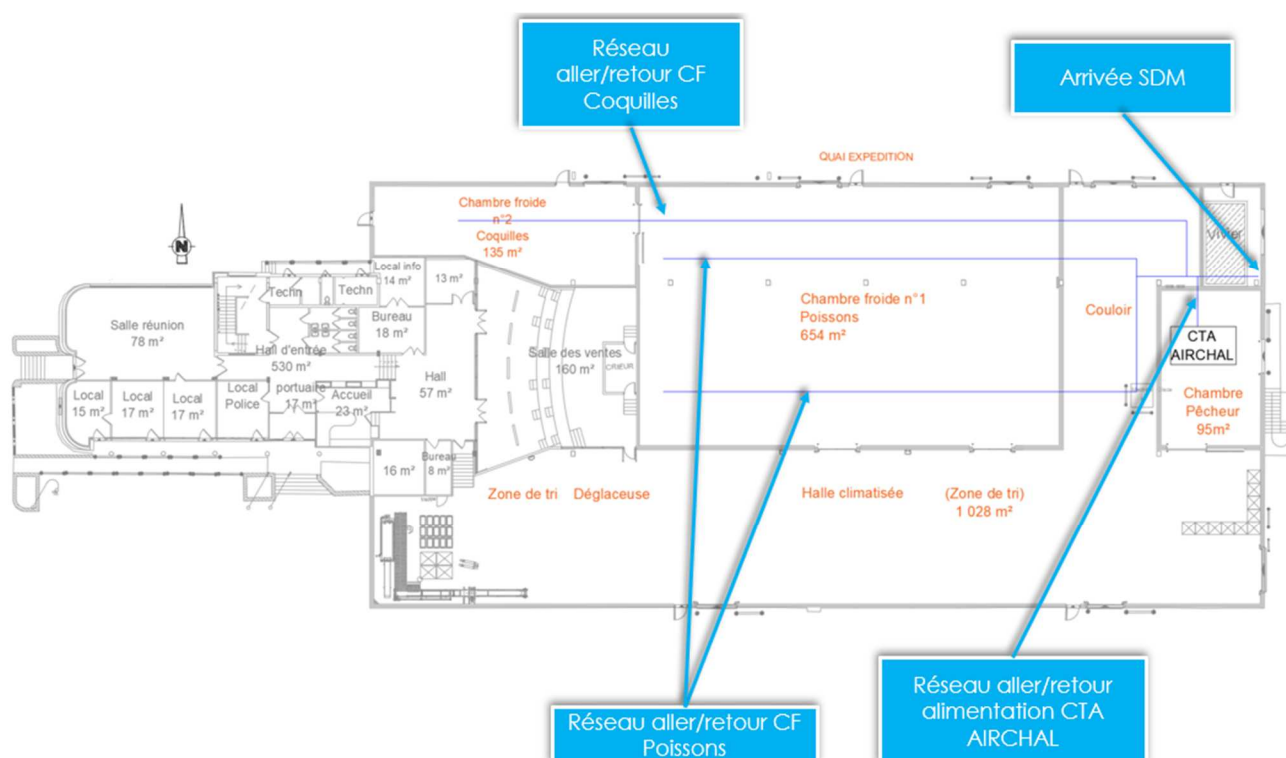 Réseau
aller/retour CF
Coquilles
Arrivée SDM
QUAI EXPEDITION
Chambre froide
n°2
Coquilles
135 m²
Vivier
N
Local info
14 m²
13 m²
Techn
Techn
Bureau
18 m²
Salle réunion
78 m²
Hall d'entrée
530 m²
Hall
57 m²
Salle des ventes
160 m²
CRIEUR
Chambre froide n°1
Poissons
654 m²
Couloir
CTA
AIRCHAL
Chambre
Pêcheur
95m²
Local
15 m²
Local
17 m²
Local
17 m²
Local
Police
portuaire
17 m²
Accueil
23 m²
16 m²
Bureau
8 m²
Zone de tri
Déglaceuse
Halle climatisée
(Zone de tri)
1 028 m²
Réseau aller/retour CF
Poissons
Réseau aller/retour
alimentation CTA
AIRCHAL